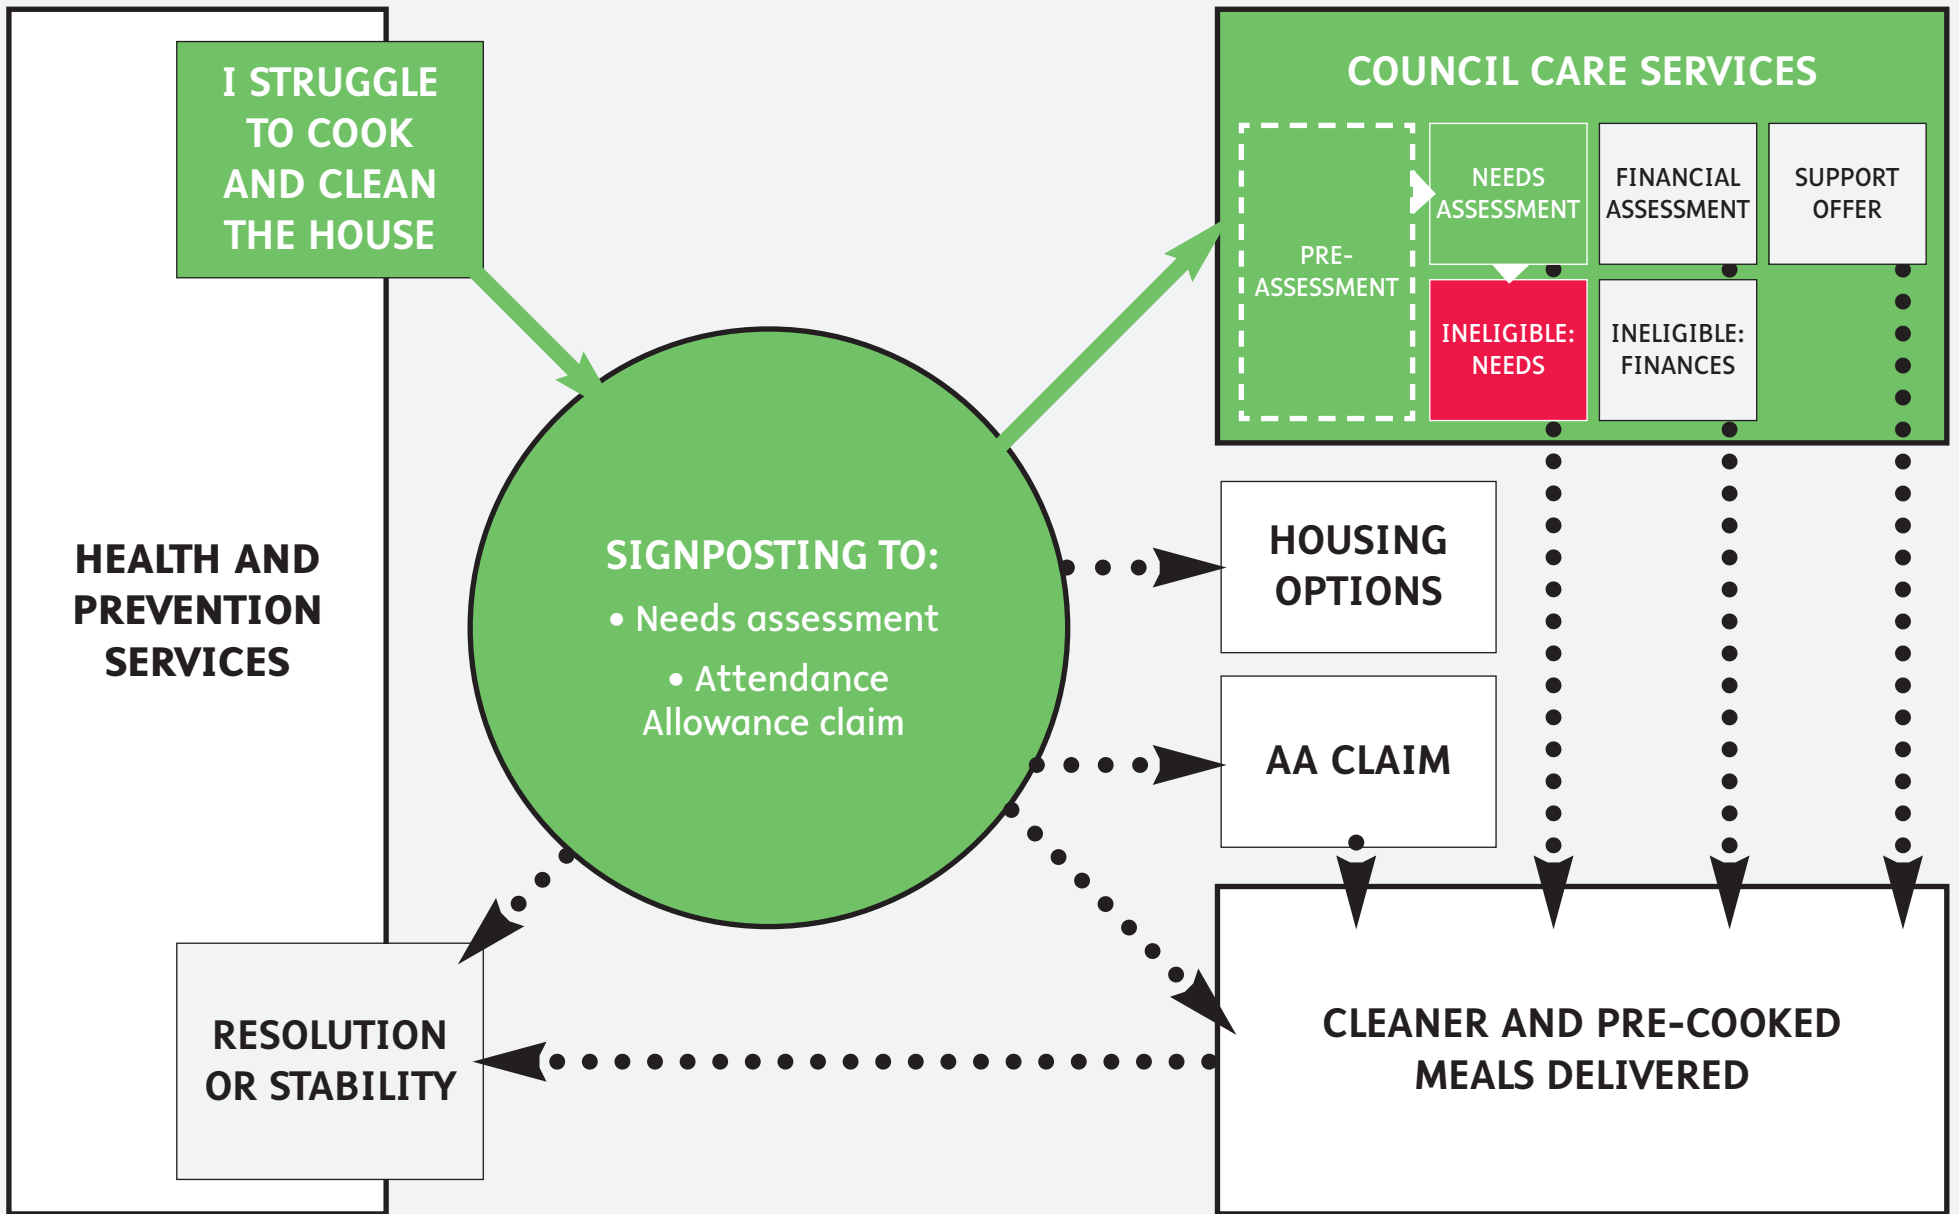 I STRUGGLE
TO COOK
AND CLEAN
THE HOUSE
HEALTH AND
PREVENTION
SERVICES
RESOLUTION
OR STABILITY
SIGNPOSTING TO:
• Needs assessment
• Attendance
Allowance claim
COUNCIL CARE SERVICES
PRE-
ASSESSMENT
NEEDS
ASSESSMENT
FINANCIAL
ASSESSMENT
SUPPORT
OFFER
INELIGIBLE:
NEEDS
INELIGIBLE:
FINANCES
HOUSING
OPTIONS
AA CLAIM
CLEANER AND PRE-COOKED
MEALS DELIVERED